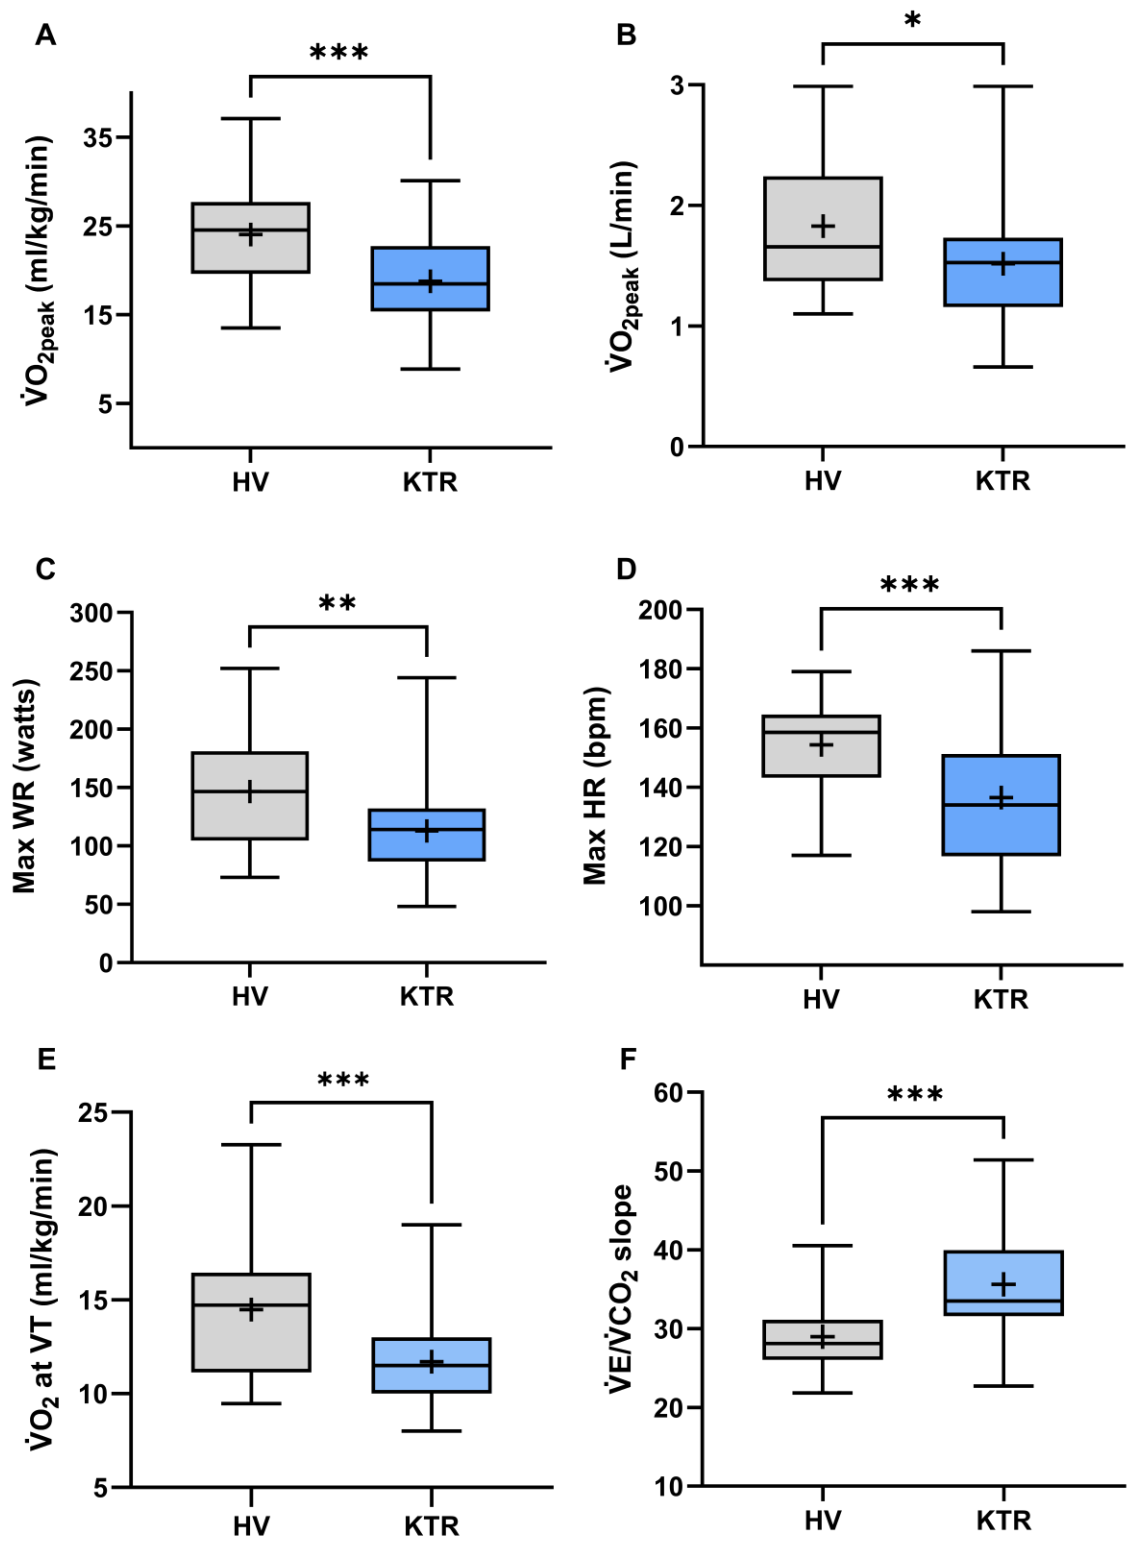 A
***
V̇O2peak (ml/kg/min)
35
25
15
5
HV
KTR
B
*
V̇O2peak (L/min)
3
2
1
0
HV
KTR
C
**
Max WR (watts)
300
250
200
150
100
50
0
HV
KTR
D
***
Max HR (bpm)
200
180
160
140
120
100
HV
KTR
E
***
V̇O2 at VT (ml/kg/min)
25
20
15
10
5
HV
KTR
F
***
V̇E/V̇CO2 slope
60
50
40
30
20
10
HV
KTR